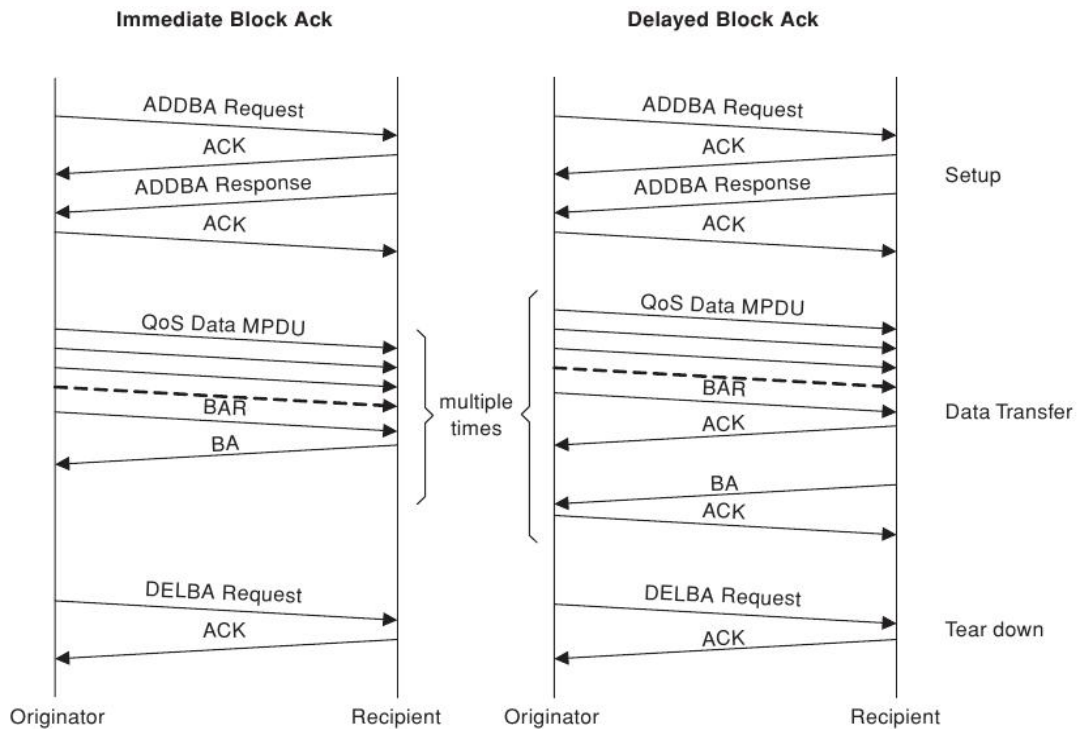 Immediate Block Ack
Delayed Block Ack
ADDBA Request
ACK
ADDBA Response
ACK
ADDBA Request
ACK
ADDBA Response
ACK
Setup
QoS Data MPDU
BAR
BA
multiple
times
QoS Data MPDU
BAR
ACK
BA
ACK
Data Transfer
DELBA Request
ACK
DELBA Request
ACK
Tear down
Originator
Recipient
Originator
Recipient